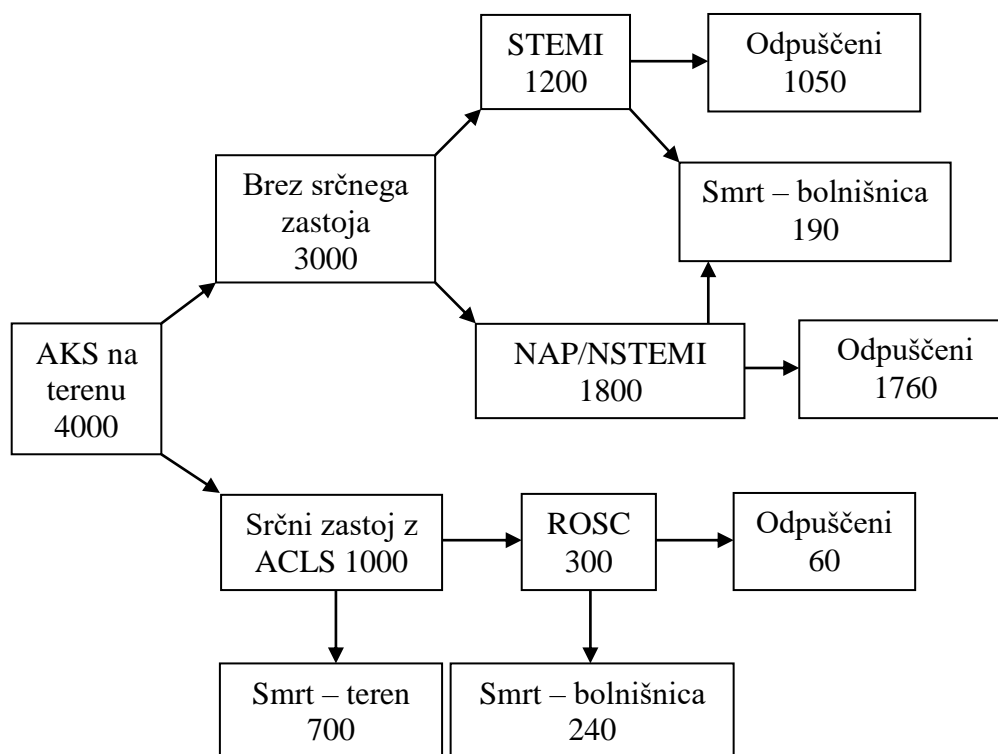 STEMI
1200
Odpuščeni
1050
Brez srčnega
zastoja
3000
Smrt – bolnišnica
190
AKS na
terenu
4000
NAP/NSTEMI
1800
Odpuščeni
1760
Srčni zastoj z
ACLS 1000
ROSC
300
Odpuščeni
60
Smrt – teren
700
Smrt – bolnišnica
240